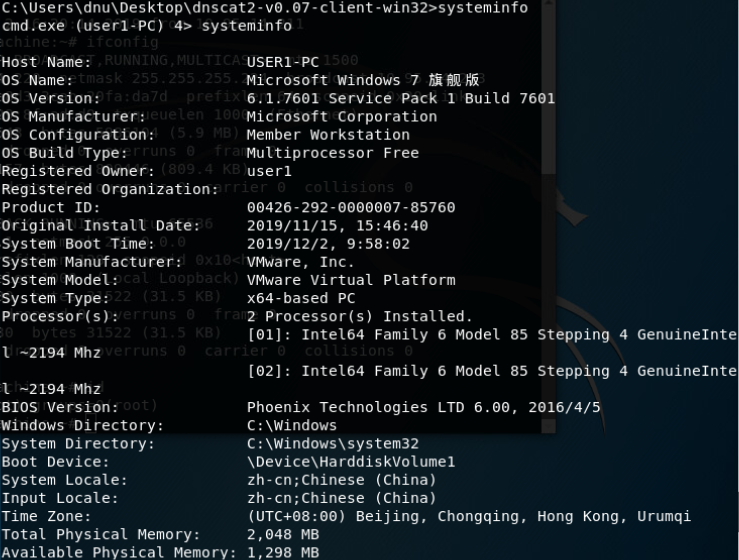 C:\Users\dnu\Desktop\dnscat2-v0.07-client-win32>systeminfo
cmd.exe (user1-PC) 4> systeminfo
Host Name: USER1-PC
OS Name: Microsoft Windows 7 旗舰版
OS Version: 6.1.7601 Service Pack 1 Build 7601
OS Manufacturer: Microsoft Corporation
OS Configuration: Member Workstation
OS Build Type: Multiprocessor Free
Registered Owner: user1
Registered Organization:
Product ID: 00426-292-0000007-85760
Original Install Date: 2019/11/15, 15:46:40
System Boot Time: 2019/12/2, 9:58:02
System Manufacturer: VMware, Inc.
System Model: VMware Virtual Platform
System Type: x64-based PC
Processor(s): 2 Processor(s) Installed.
[01]: Intel64 Family 6 Model 85 Stepping 4 GenuineInte
l ~2194 Mhz
[02]: Intel64 Family 6 Model 85 Stepping 4 GenuineInte
l ~2194 Mhz
BIOS Version: Phoenix Technologies LTD 6.00, 2016/4/5
Windows Directory: C:\Windows
System Directory: C:\Windows\system32
Boot Device: \Device\HarddiskVolume1
System Locale: zh-cn;Chinese (China)
Input Locale: zh-cn;Chinese (China)
Time Zone: (UTC+08:00) Beijing, Chongqing, Hong Kong, Urumqi
Total Physical Memory: 2,048 MB
Available Physical Memory: 1,298 MB